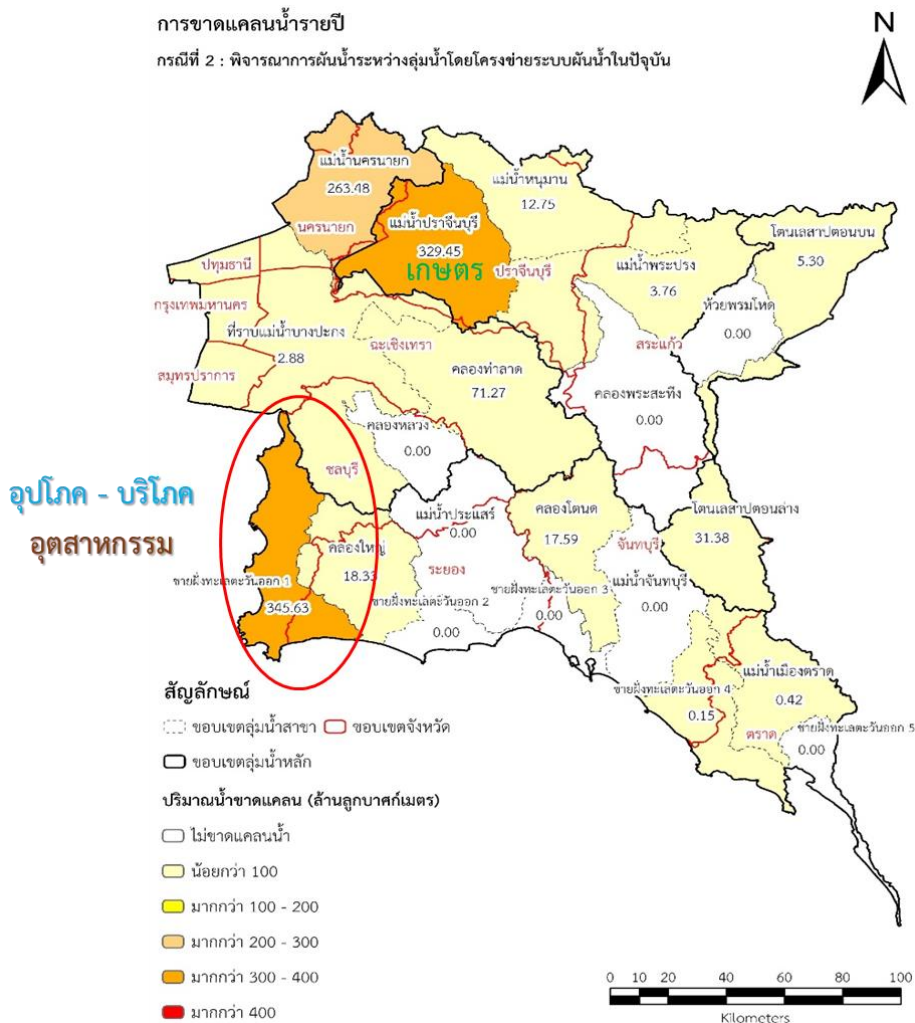 การขาดแคลนน้ำรายปี
กรณีที่ 2 : พิจารณาการผันน้ำระหว่างลุ่มน้ำโดยโครงข่ายระบบผันน้ำในปัจจุบัน
N
แม่น้ำนครนายก
263.48
นครนายก
แม่น้ำปราจีนบุรี
329.45
เกษตร
ปราจีนบุรี
แม่น้ำหนุมาน
12.75
แม่น้ำพระปรง
3.76
โตนเลสาปตอนบน
5.30
ห้วยพรมโหด
0.00
ปทุมธานี
กรุงเทพมหานคร
ที่ราบแม่น้ำบางปะกง
2.88
สมุทรปราการ
ฉะเชิงเทรา
คลองท่าลาด
71.27
สระแก้ว
คลองพระสะทึง
0.00
คลองหลวง
0.00
ชลบุรี
อุปโภค - บริโภค
อุตสาหกรรม
แม่น้ำประแสร์
0.00
คลองโตนด
17.59
จันทบุรี
โตนเลสาปตอนล่าง
31.38
คลองใหญ่
18.33
ระยอง
ชายฝั่งทะเลตะวันออก 1
345.63
ชายฝั่งทะเลตะวันออก 2
0.00
ชายฝั่งทะเลตะวันออก 3
0.00
แม่น้ำจันทบุรี
0.00
ชายฝั่งทะเลตะวันออก 4
0.15
แม่น้ำเมืองตราด
0.42
ตราด
ชายฝั่งทะเลตะวันออก 5
0.00
สัญลักษณ์
ขอบเขตลุ่มน้ำสาขา ขอบเขตจังหวัด
ขอบเขตลุ่มน้ำหลัก
ปริมาณน้ำขาดแคลน (ล้านลูกบาศก์เมตร)
ไม่ขาดแคลนน้ำ
น้อยกว่า 100
มากกว่า 100 - 200
มากกว่า 200 - 300
มากกว่า 300 - 400
มากกว่า 400
0 10 20 40 60 80 100
Kilometers